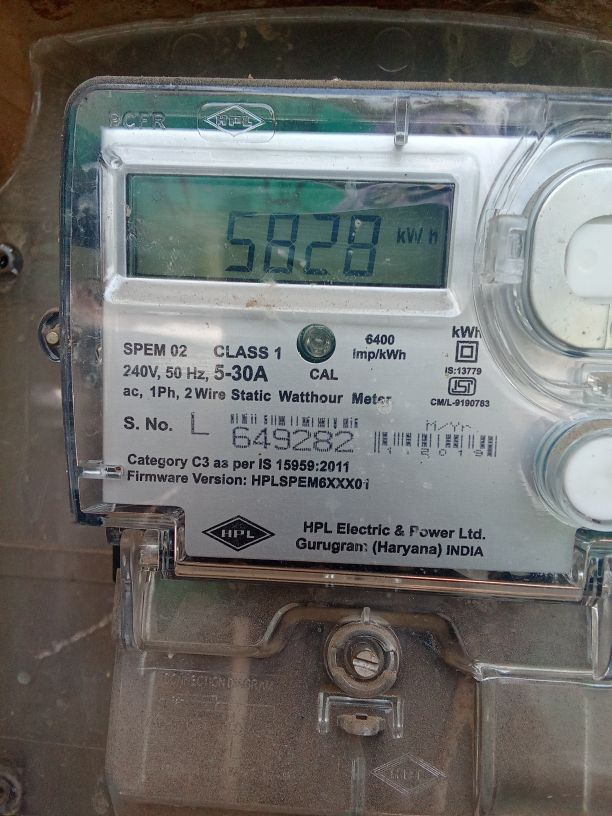 PCFR HPL
5828 kWh
SPEM 02 CLASS 1 6400 kWh
imp/kWh
240V, 50 Hz, 5-30A CAL IS:13779
ac, 1Ph, 2 Wire Static Watthour Meter CM/L-9190783
S. No. L 649282 M/Yr.
Category C3 as per IS 15959:2011
Firmware Version: HPLSPEM6XXX01
HPL HPL Electric & Power Ltd.
Gurugram (Haryana) INDIA
HPL